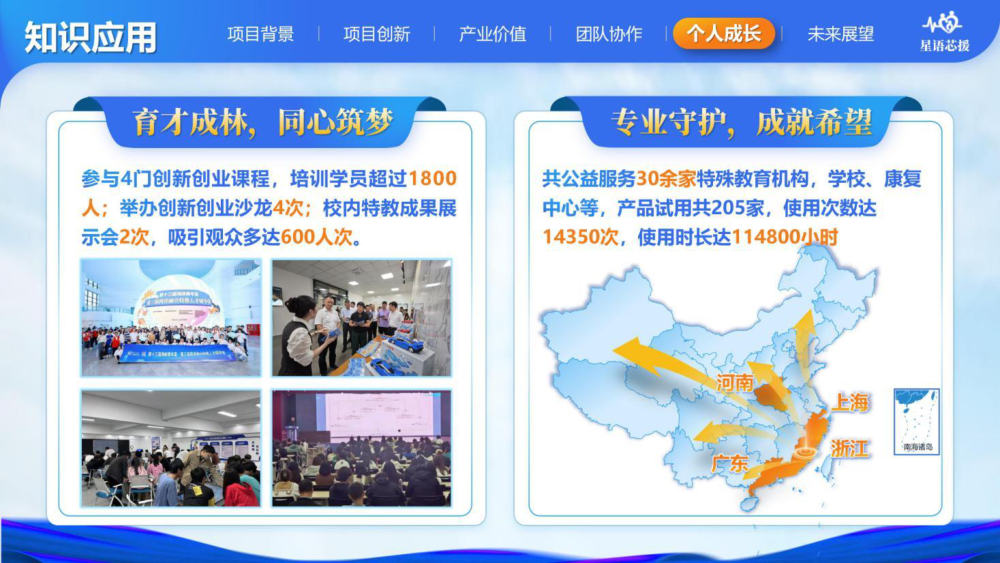 知识应用
项目背景
项目创新
产业价值
团队协作
个人成长
未来展望
星语芯援
育才成林，同心筑梦
参与4门创新创业课程，培训学员超过1800
人；举办创新创业沙龙4次；校内特教成果展
示会2次，吸引观众多达600人次。
专业守护，成就希望
共公益服务30余家特殊教育机构，学校、康复
中心等，产品试用共205家，使用次数达
14350次，使用时长达114800小时
河南
上海
浙江
广东
南海诸岛